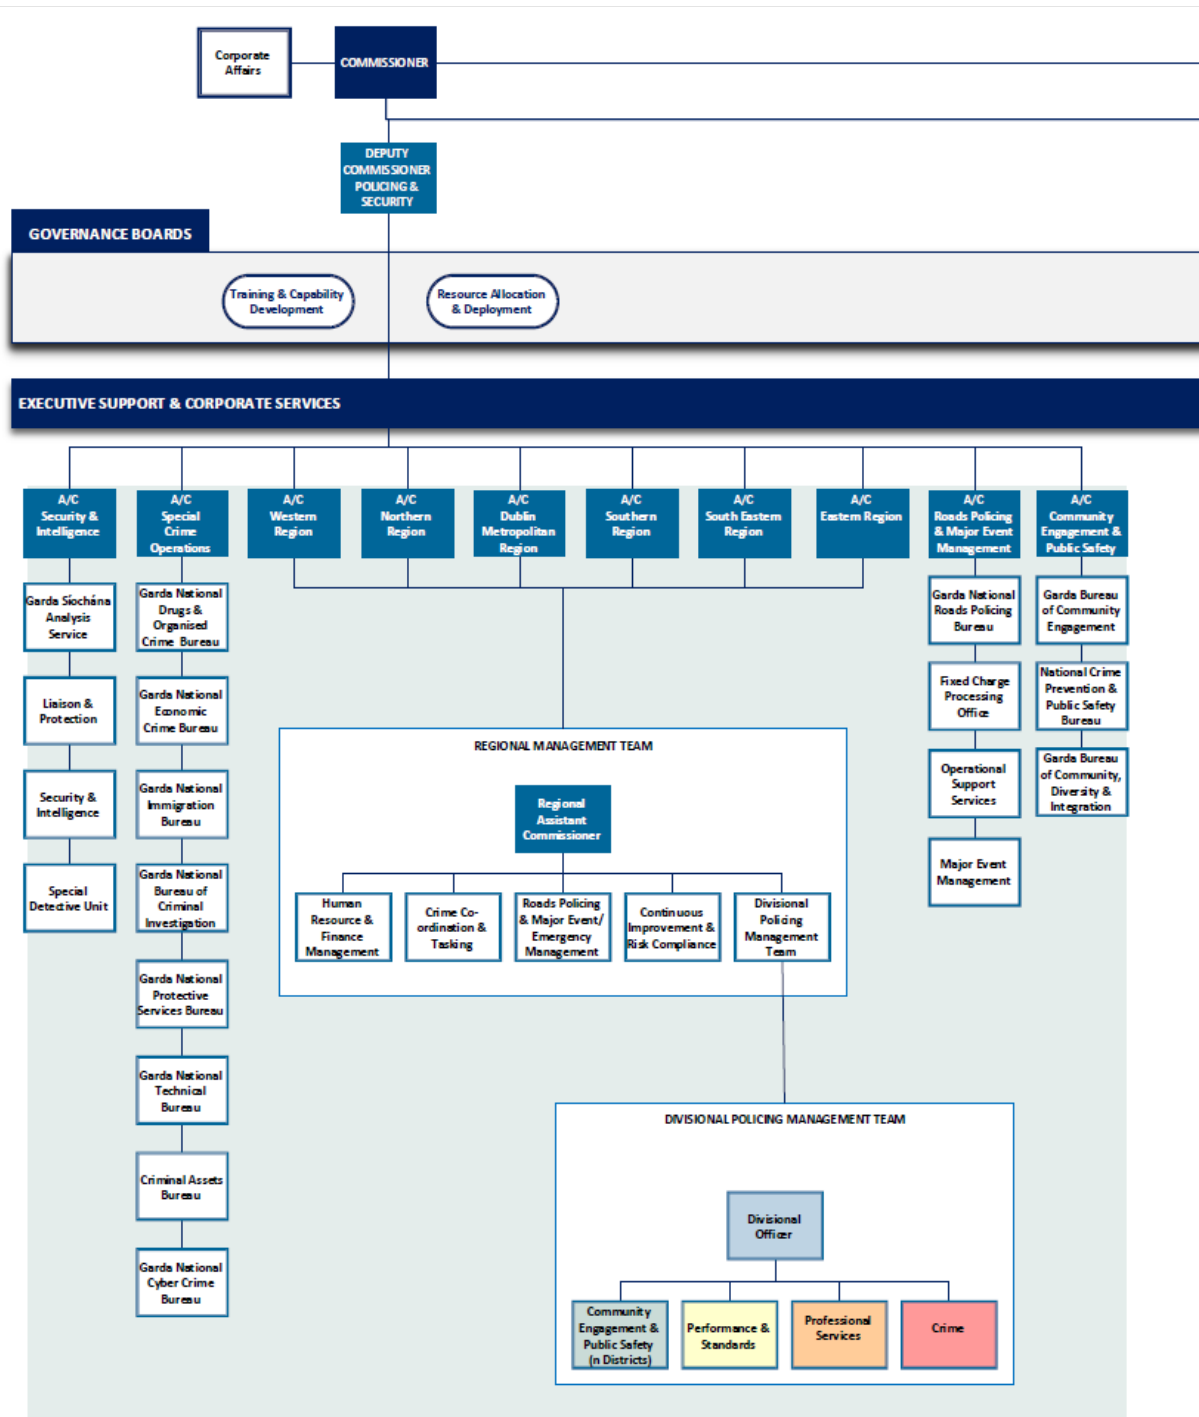 Corporate
Affairs
COMMISSIONER
DEPUTY
COMMISSIONER
POLICING &
SECURITY
GOVERNANCE BOARDS
Training & Capability
Development
Resource Allocation
& Deployment
EXECUTIVE SUPPORT & CORPORATE SERVICES
A/C
Security &
Intelligence
A/C
Special
Crime
Operations
A/C
Western
Region
A/C
Northern
Region
A/C
Dublin
Metropolitan
Region
A/C
Southern
Region
A/C
South Eastern
Region
A/C
Eastern Region
A/C
Roads Policing
& Major Event
Management
A/C
Community
Engagement &
Public Safety
Garda Síochána
Analysis
Service
Liaison &
Protection
Security &
Intelligence
Special
Detective Unit
Garda National
Drugs &
Organised
Crime Bureau
Garda National
Economic
Crime Bureau
Garda National
Immigration
Bureau
Garda National
Bureau of
Criminal
Investigation
Garda National
Protective
Services Bureau
Garda National
Technical
Bureau
Criminal Assets
Bureau
Garda National
Cyber Crime
Bureau
Garda National
Roads Policing
Bureau
Fixed Charge
Processing
Office
Operational
Support
Services
Major Event
Management
Garda Bureau
of Community
Engagement
National Crime
Prevention &
Public Safety
Bureau
Garda Bureau
of Community,
Diversity &
Integration
REGIONAL MANAGEMENT TEAM
Regional
Assistant
Commissioner
Human
Resource &
Finance
Management
Crime Co-
ordination &
Tasking
Roads Policing
& Major Event/
Emergency
Management
Continuous
Improvement &
Risk Compliance
Divisional
Policing
Management
Team
DIVISIONAL POLICING MANAGEMENT TEAM
Divisional
Officer
Community
Engagement &
Public Safety
(n Districts)
Performance &
Standards
Professional
Services
Crime